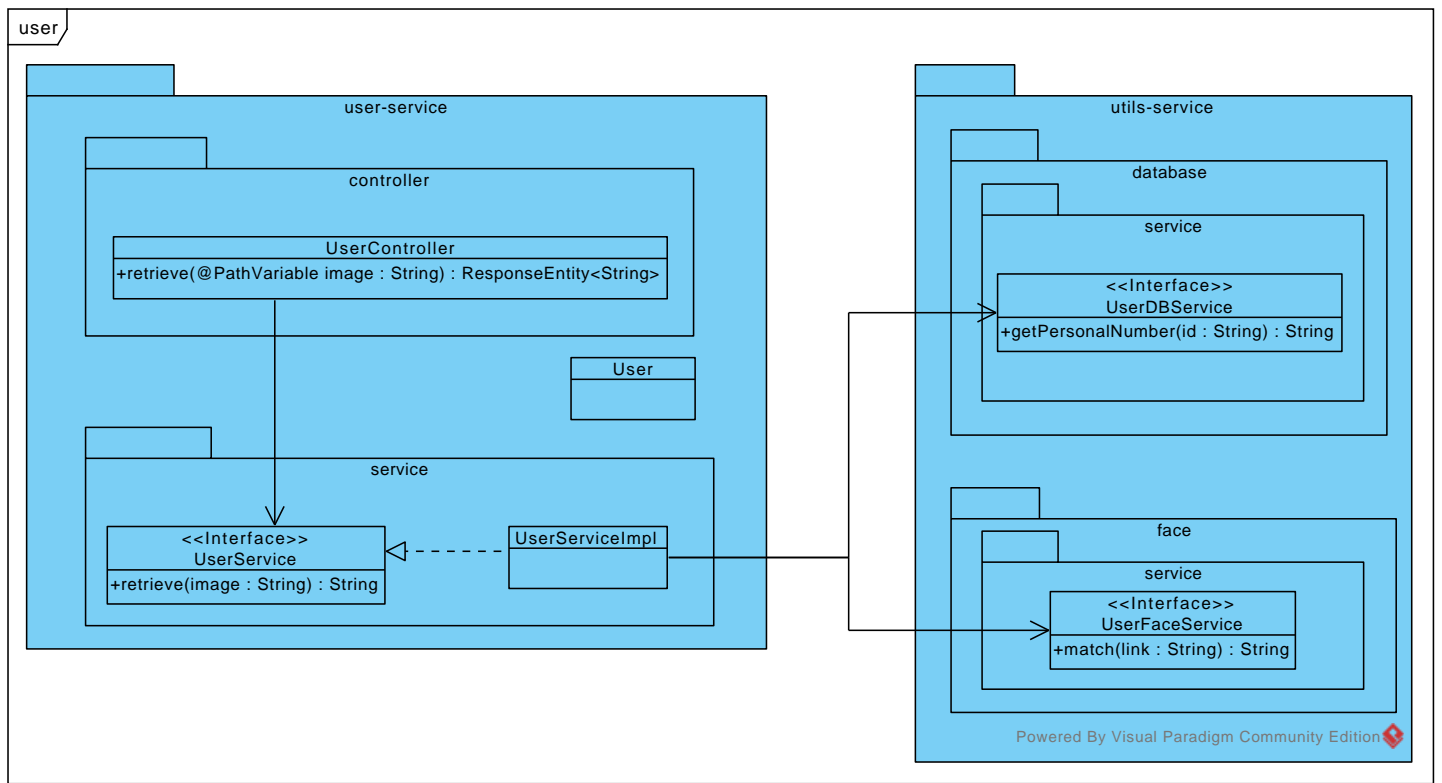 user
user-service
controller
UserController
+retrieve(@PathVariable image : String) : ResponseEntity<String>
User
service
<<Interface>>
UserService
+retrieve(image : String) : String
UserServiceImpl
utils-service
database
service
<<Interface>>
UserDBService
+getPersonalNumber(id : String) : String
face
service
<<Interface>>
UserFaceService
+match(link : String) : String
Powered By Visual Paradigm Community Edition